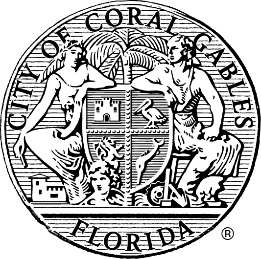 CITY OF CORAL GABLES
FLORIDA
®